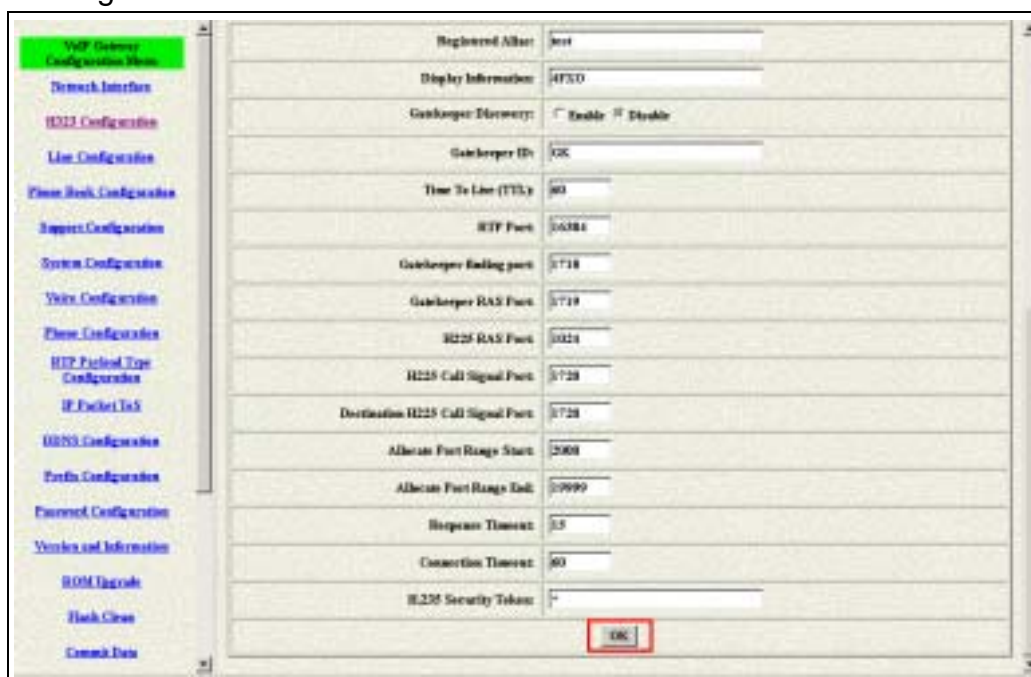 VoIP Gateway
Configuration Menu
Network Interface
H323 Configuration
Line Configuration
Phone Book Configuration
Support Configuration
System Configuration
Voice Configuration
Phone Configuration
RTP Payload Type
Configuration
IP Packet ToS
DDNS Configuration
Prefix Configuration
Password Configuration
Version and Information
ROM Upgrade
Flash Clean
Commit Data
Registered Alias: test
Display Information: 4FXO
Gatekeeper Discovery: Enable Disable
Gatekeeper ID: GK
Time To Live (TTL): 60
RTP Port: 16384
Gatekeeper finding port: 1718
Gatekeeper RAS Port: 1719
H225 RAS Port: 1024
H225 Call Signal Port: 1720
Destination H225 Call Signal Port: 1720
Allocate Port Range Start: 2000
Allocate Port Range End: 19999
Response Timeout: 15
Connection Timeout: 60
H.235 Security Token:
OK